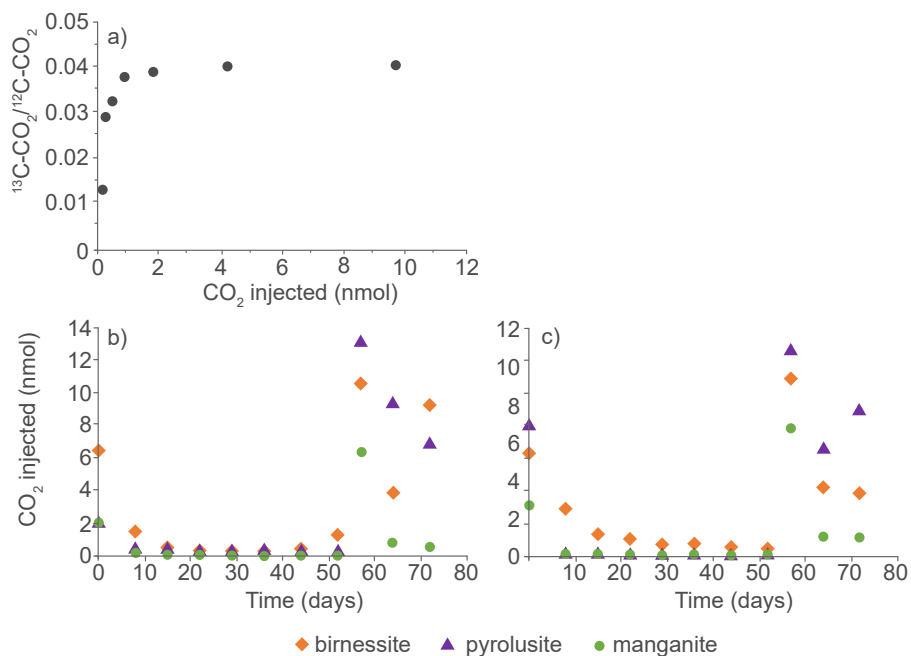 a)
0.05
0.04
0.03
0.02
0.01
0
¹³C-CO₂/¹²C-CO₂
0 2 4 6 8 10 12
CO₂ injected (nmol)
b)
14
12
10
8
6
4
2
0
CO₂ injected (nmol)
0 10 20 30 40 50 60 70 80
Time (days)
c)
12
10
8
6
4
2
0
10 20 30 40 50 60 70 80
Time (days)
birnessite pyrolusite manganite